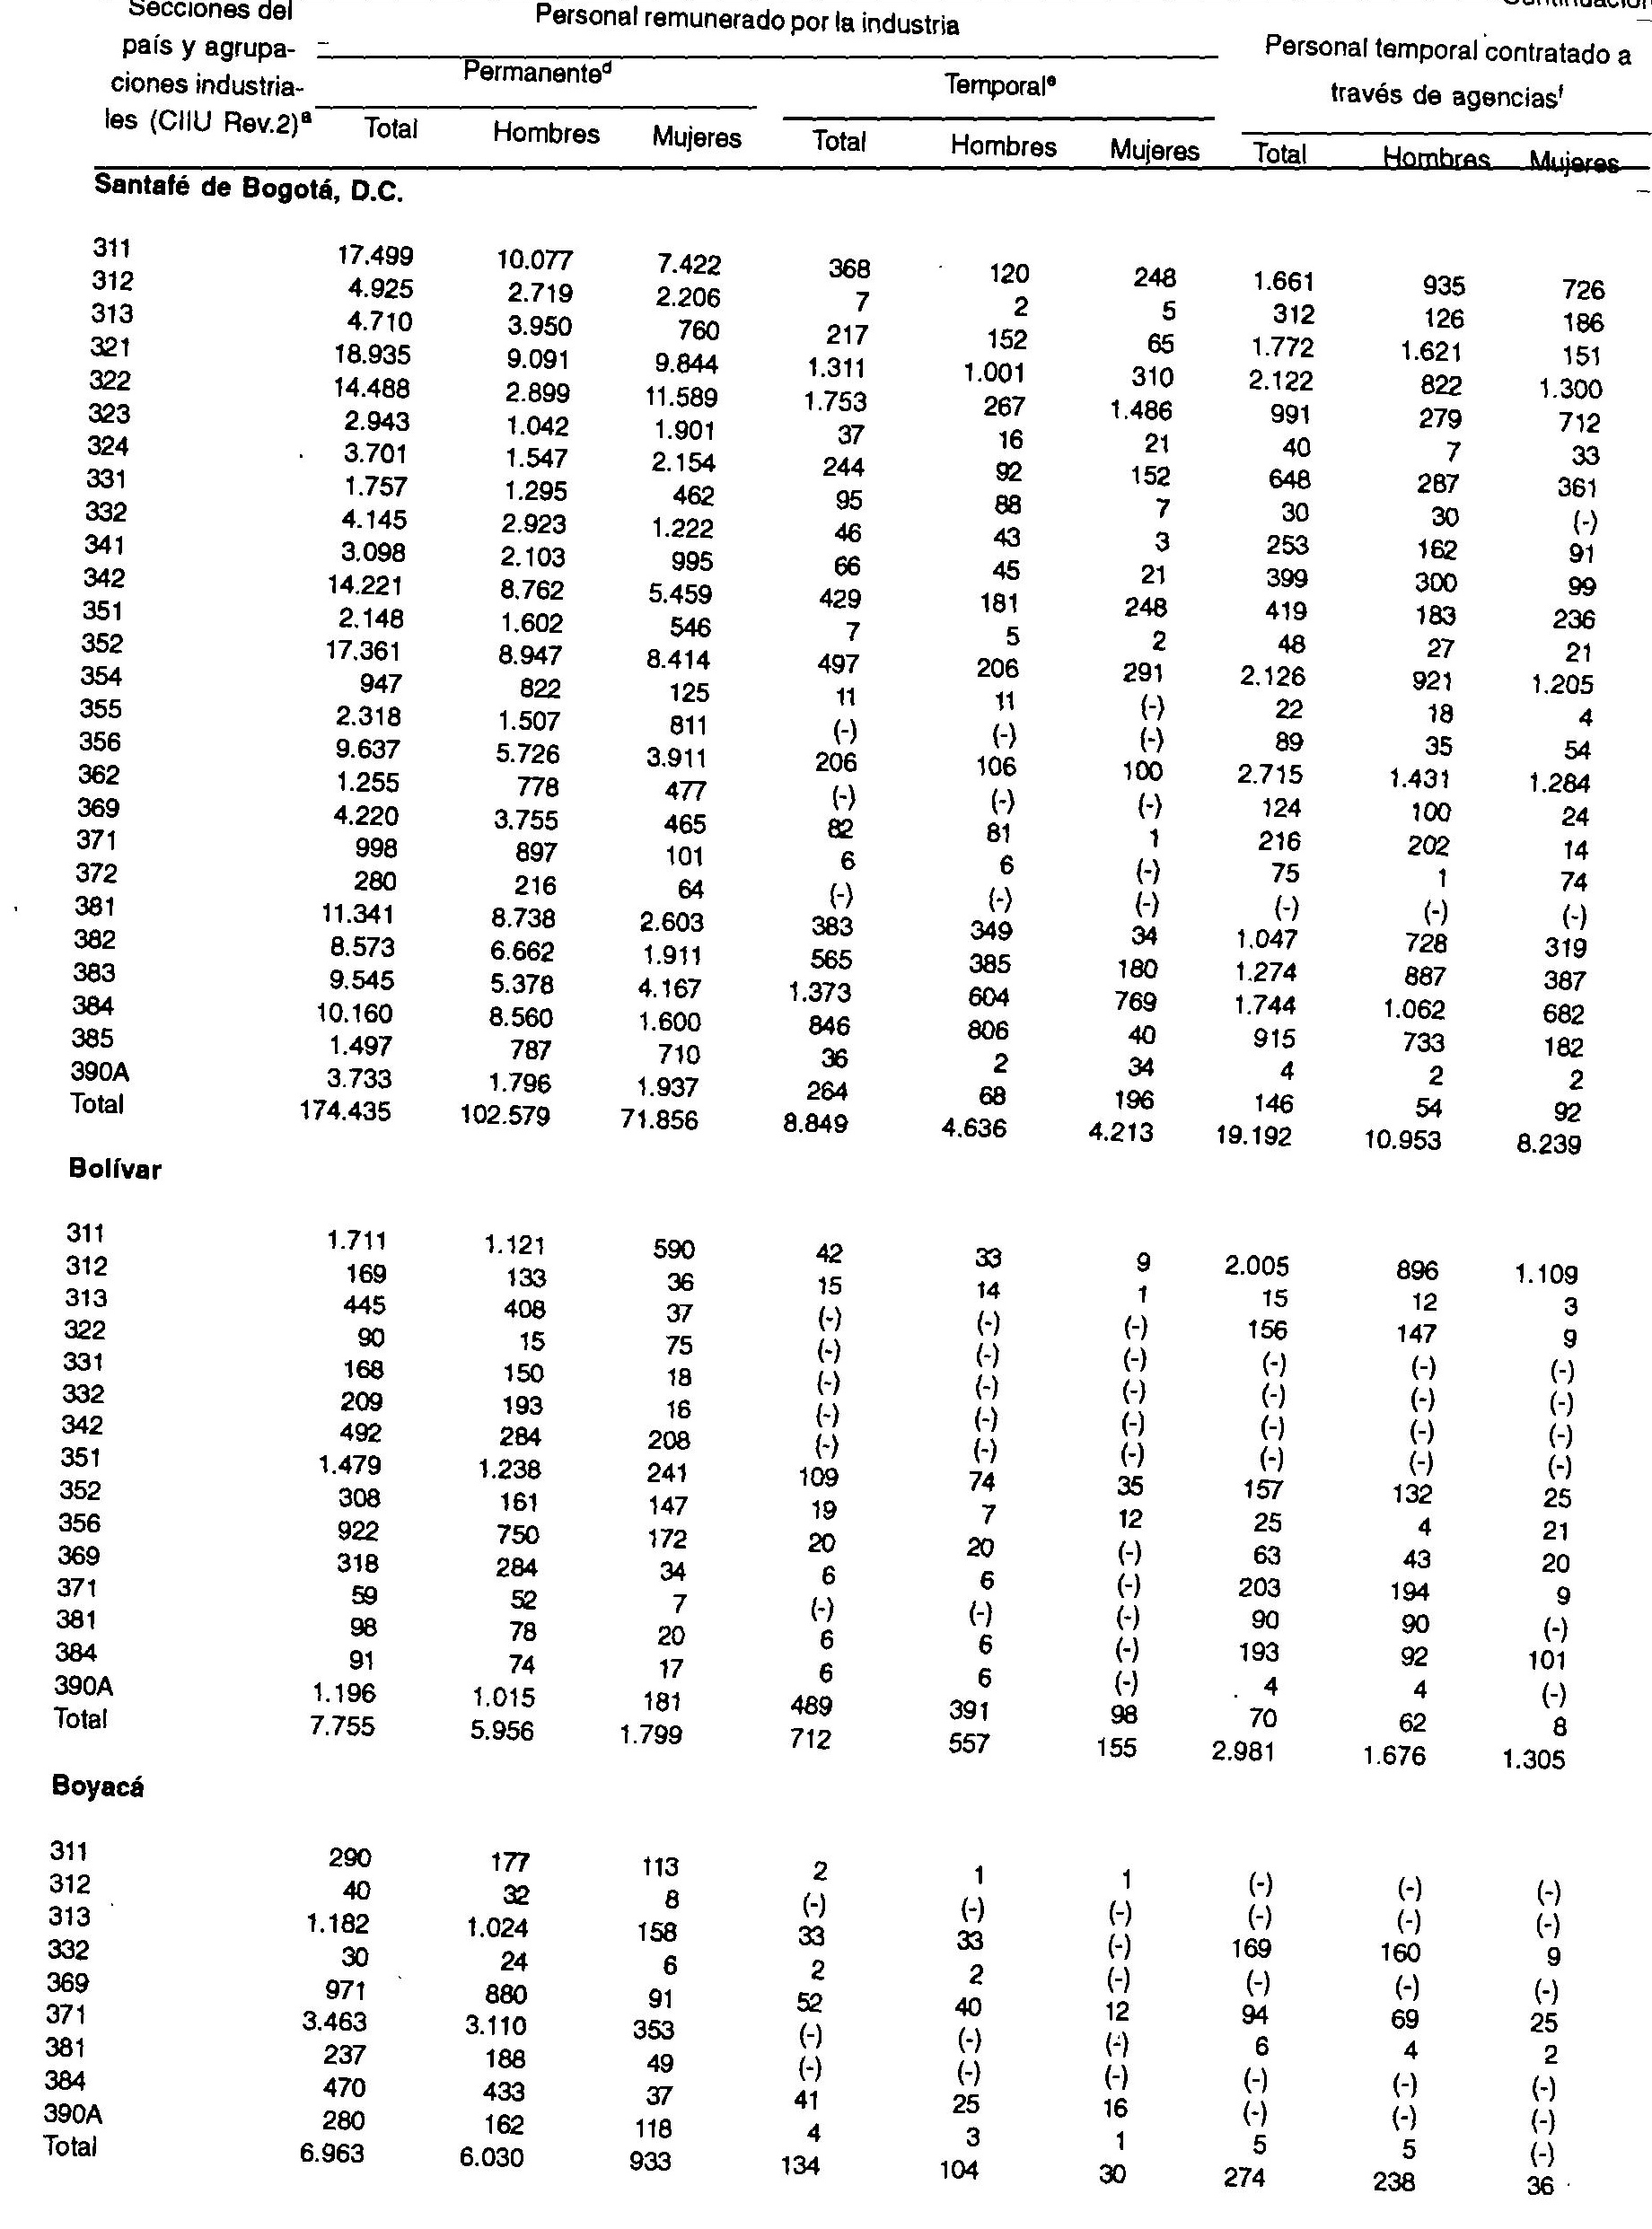 Secciones del país y agrupaciones industriales (CIIU Rev.2)ª Personal remunerado por la industria Personal temporal contratado a través de agenciasᶠ
Permanenteᵈ Temporalᵉ
Total Hombres Mujeres Total Hombres Mujeres Total Hombres Mujeres
Santafé de Bogotá, D.C.
311 17.499 10.077 7.422 368 120 248 1.661 935 726
312 4.925 2.719 2.206 7 2 5 312 126 186
313 4.710 3.950 760 217 152 65 1.772 1.621 151
321 18.935 9.091 9.844 1.311 1.001 310 2.122 822 1.300
322 14.488 2.899 11.589 1.753 267 1.486 991 279 712
323 2.943 1.042 1.901 37 16 21 40 7 33
324 3.701 1.547 2.154 244 92 152 648 287 361
331 1.757 1.295 462 95 88 7 30 30 (-)
332 4.145 2.923 1.222 46 43 3 253 162 91
341 3.098 2.103 995 66 45 21 399 300 99
342 14.221 8.762 5.459 429 181 248 419 183 236
351 2.148 1.602 546 7 5 2 48 27 21
352 17.361 8.947 8.414 497 206 291 2.126 921 1.205
354 947 822 125 11 11 (-) 22 18 4
355 2.318 1.507 811 (-) (-) (-) 89 35 54
356 9.637 5.726 3.911 206 106 100 2.715 1.431 1.284
362 1.255 778 477 (-) (-) (-) 124 100 24
369 4.220 3.755 465 82 81 1 216 202 14
371 998 897 101 6 6 (-) 75 1 74
372 280 216 64 (-) (-) (-) (-) (-) (-)
381 11.341 8.738 2.603 383 349 34 1.047 728 319
382 8.573 6.662 1.911 565 385 180 1.274 887 387
383 9.545 5.378 4.167 1.373 604 769 1.744 1.062 682
384 10.160 8.560 1.600 846 806 40 915 733 182
385 1.497 787 710 36 2 34 4 2 2
390A 3.733 1.796 1.937 264 68 196 146 54 92
Total 174.435 102.579 71.856 8.849 4.636 4.213 19.192 10.953 8.239
Bolívar
311 1.711 1.121 590 42 33 9 2.005 896 1.109
312 169 133 36 15 14 1 15 12 3
313 445 408 37 (-) (-) (-) 156 147 9
322 90 15 75 (-) (-) (-) (-) (-) (-)
331 168 150 18 (-) (-) (-) (-) (-) (-)
332 209 193 16 (-) (-) (-) (-) (-) (-)
342 492 284 208 (-) (-) (-) (-) (-) (-)
351 1.479 1.238 241 109 74 35 157 132 25
352 308 161 147 19 7 12 25 4 21
356 922 750 172 20 20 (-) 63 43 20
369 318 284 34 6 6 (-) 203 194 9
371 59 52 7 (-) (-) (-) 90 90 (-)
381 98 78 20 6 6 (-) 193 92 101
384 91 74 17 6 6 (-) 4 4 (-)
390A 1.196 1.015 181 489 391 98 70 62 8
Total 7.755 5.956 1.799 712 557 155 2.981 1.676 1.305
Boyacá
311 290 177 113 2 1 1 (-) (-) (-)
312 40 32 8 (-) (-) (-) (-) (-) (-)
313 1.182 1.024 158 33 33 (-) 169 160 9
332 30 24 6 2 2 (-) (-) (-) (-)
369 971 880 91 52 40 12 94 69 25
371 3.463 3.110 353 (-) (-) (-) 6 4 2
381 237 188 49 (-) (-) (-) (-) (-) (-)
384 470 433 37 41 25 16 (-) (-) (-)
390A 280 162 118 4 3 1 5 5 (-)
Total 6.963 6.030 933 134 104 30 274 238 36